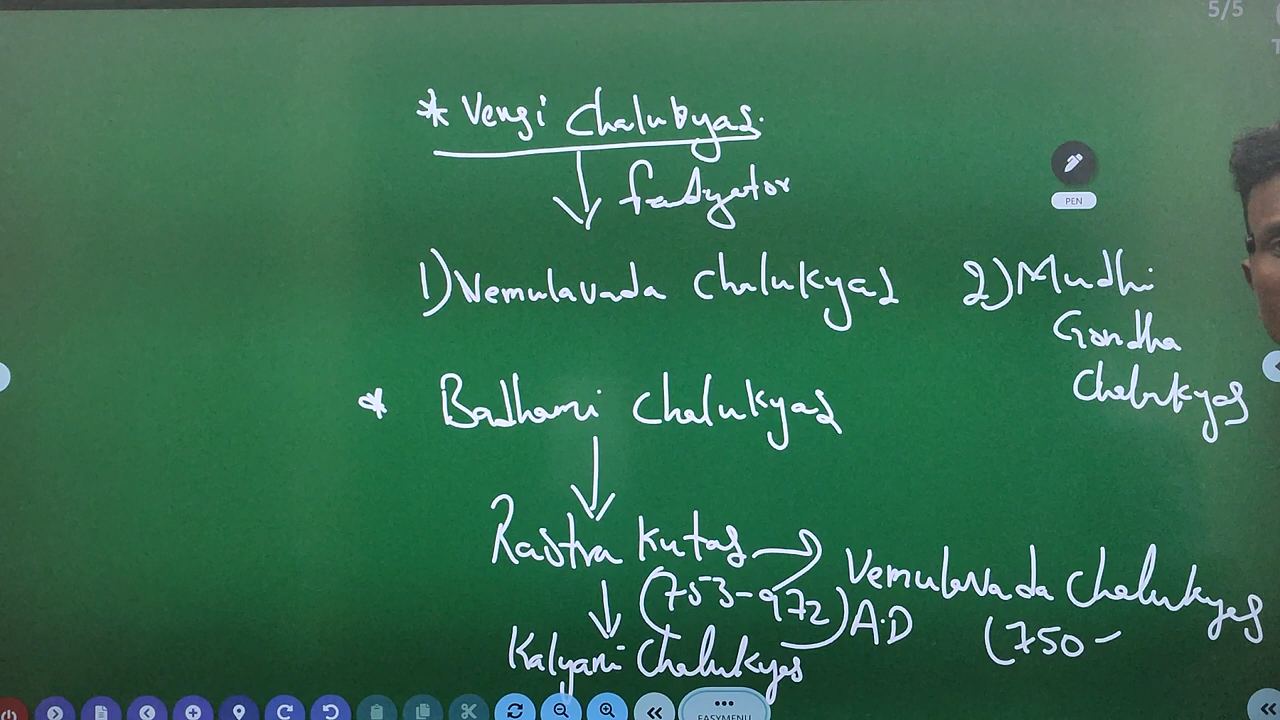 5/5
* Vengi Chalukyas.
PEN
1) Vemulavada Chalukyas
2) Mudhi
Gondha
Chalukyas
* Badhami Chalukyas
Rastra Kutas → Vemulavada Chalukyas
(753-972) A.D (750 -
Kalyani Chalukyas
EASYMENU